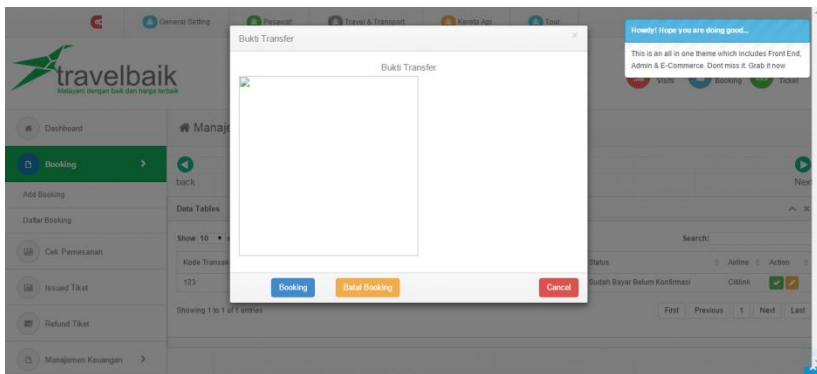 General Setting Pesawat Travel & Transport Kereta Api Tour
Howdy! Hope you are doing good...
This is an all in one theme which includes Front End,
Admin & E-Commerce. Dont miss it. Grab it now
Visits Booking Ticket
travelbaik
Melayani dengan baik dan harga terbaik
Bukti Transfer ×
Bukti Transfer
Booking Batal Booking Cancel
Dashboard
Booking
Add Booking
Daftar Booking
Cek Pemesanan
Issued Tiket
Refund Tiket
Manajemen Keuangan
Manaje
back Next
Data Tables
Show 10
Search:
Kode Transak Status Airline Action
123 Sudah Bayar Belum Konfirmasi Citilink
Showing 1 to 1 of 1 entries
First Previous 1 Next Last